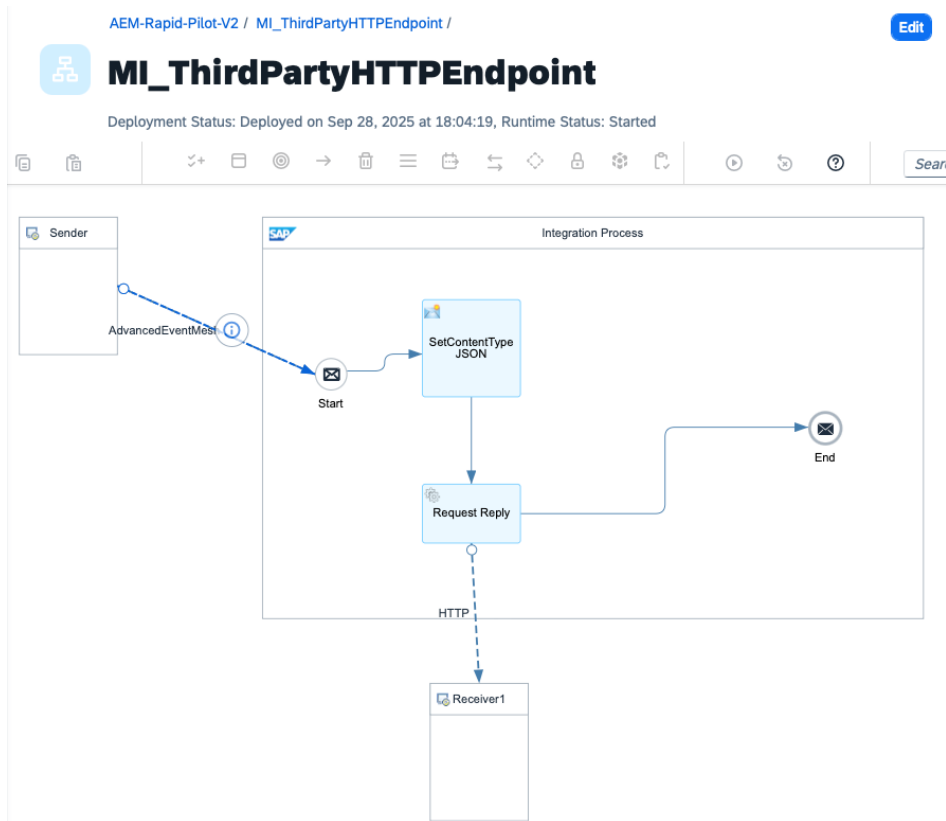 AEM-Rapid-Pilot-V2 / MI_ThirdPartyHTTPEndpoint /
Edit
MI_ThirdPartyHTTPEndpoint
Deployment Status: Deployed on Sep 28, 2025 at 18:04:19, Runtime Status: Started
Sender
SAP
Integration Process
SetContentType
JSON
Start
End
Request Reply
HTTP
Receiver1